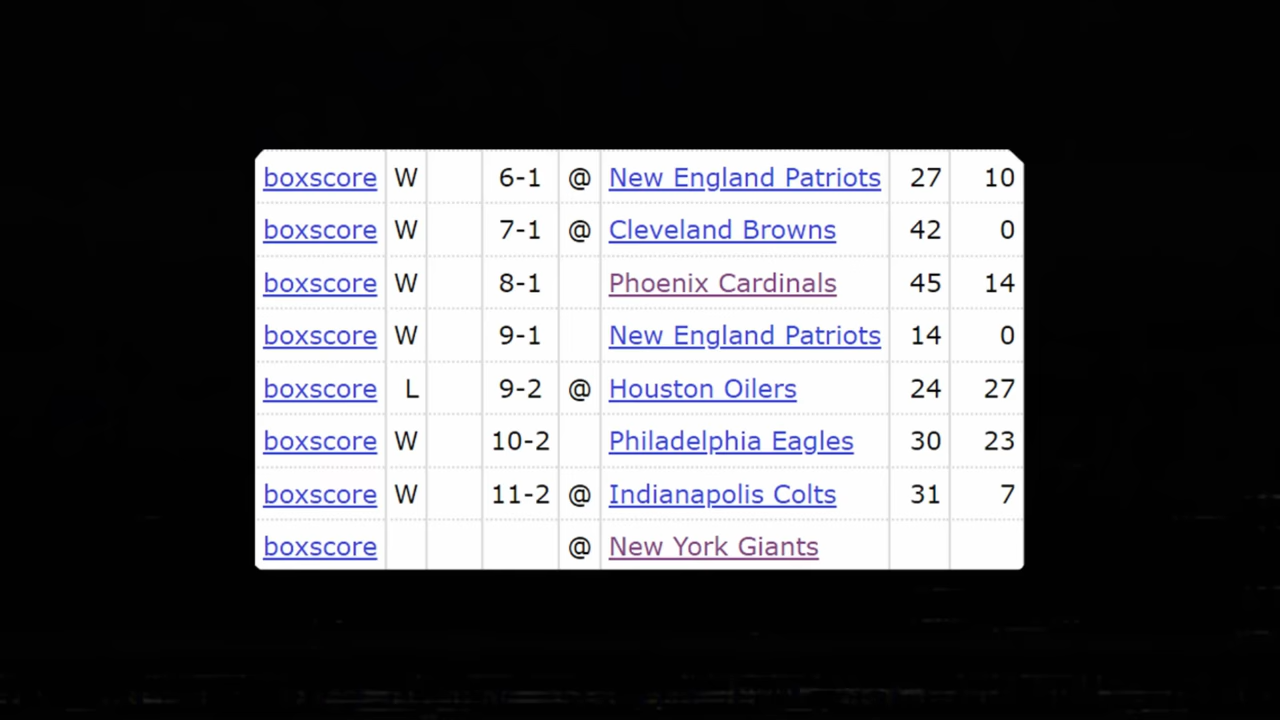 boxscore W 6-1 @ New England Patriots 27 10
boxscore W 7-1 @ Cleveland Browns 42 0
boxscore W 8-1 Phoenix Cardinals 45 14
boxscore W 9-1 New England Patriots 14 0
boxscore L 9-2 @ Houston Oilers 24 27
boxscore W 10-2 Philadelphia Eagles 30 23
boxscore W 11-2 @ Indianapolis Colts 31 7
boxscore @ New York Giants